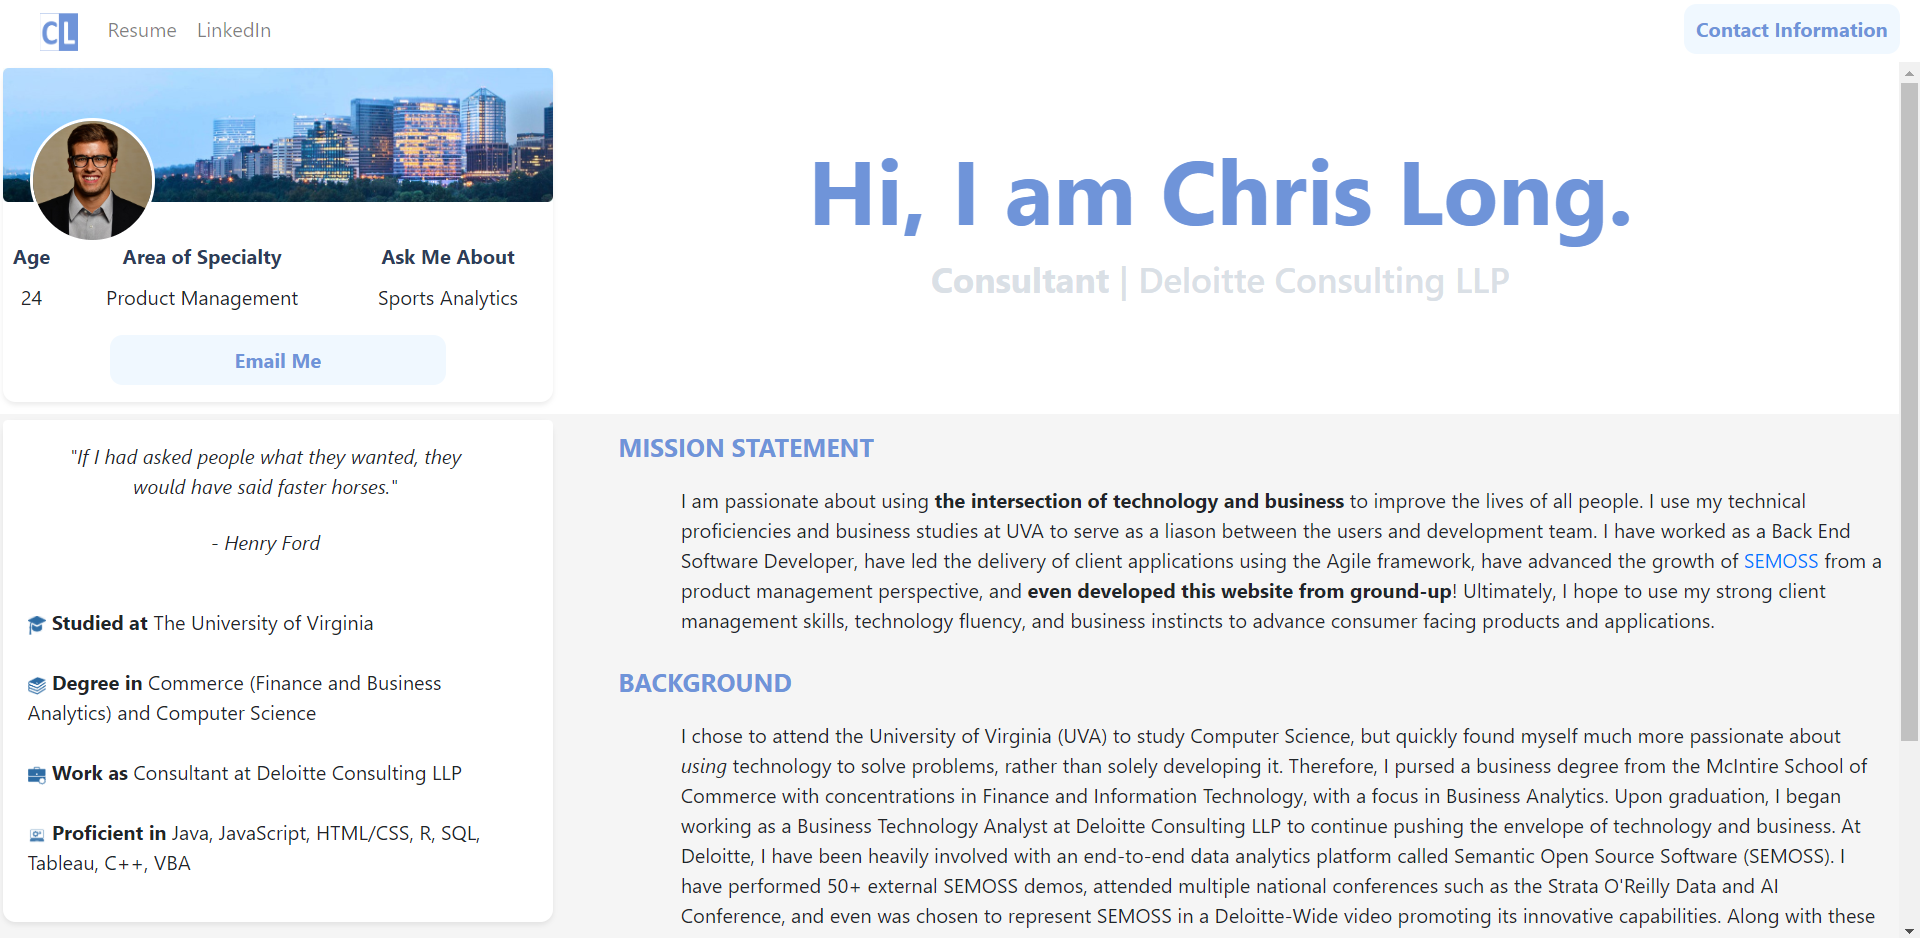 CL
Resume LinkedIn
Contact Information
Age Area of Specialty Ask Me About
24 Product Management Sports Analytics
Email Me
"If I had asked people what they wanted, they
would have said faster horses."
- Henry Ford
Studied at The University of Virginia
Degree in Commerce (Finance and Business
Analytics) and Computer Science
Work as Consultant at Deloitte Consulting LLP
Proficient in Java, JavaScript, HTML/CSS, R, SQL,
Tableau, C++, VBA
Hi, I am Chris Long.
Consultant | Deloitte Consulting LLP
MISSION STATEMENT
I am passionate about using the intersection of technology and business to improve the lives of all people. I use my technical
proficiencies and business studies at UVA to serve as a liason between the users and development team. I have worked as a Back End
Software Developer, have led the delivery of client applications using the Agile framework, have advanced the growth of SEMOSS from a
product management perspective, and even developed this website from ground-up! Ultimately, I hope to use my strong client
management skills, technology fluency, and business instincts to advance consumer facing products and applications.
BACKGROUND
I chose to attend the University of Virginia (UVA) to study Computer Science, but quickly found myself much more passionate about
using technology to solve problems, rather than solely developing it. Therefore, I pursed a business degree from the McIntire School of
Commerce with concentrations in Finance and Information Technology, with a focus in Business Analytics. Upon graduation, I began
working as a Business Technology Analyst at Deloitte Consulting LLP to continue pushing the envelope of technology and business. At
Deloitte, I have been heavily involved with an end-to-end data analytics platform called Semantic Open Source Software (SEMOSS). I
have performed 50+ external SEMOSS demos, attended multiple national conferences such as the Strata O'Reilly Data and AI
Conference, and even was chosen to represent SEMOSS in a Deloitte-Wide video promoting its innovative capabilities. Along with these